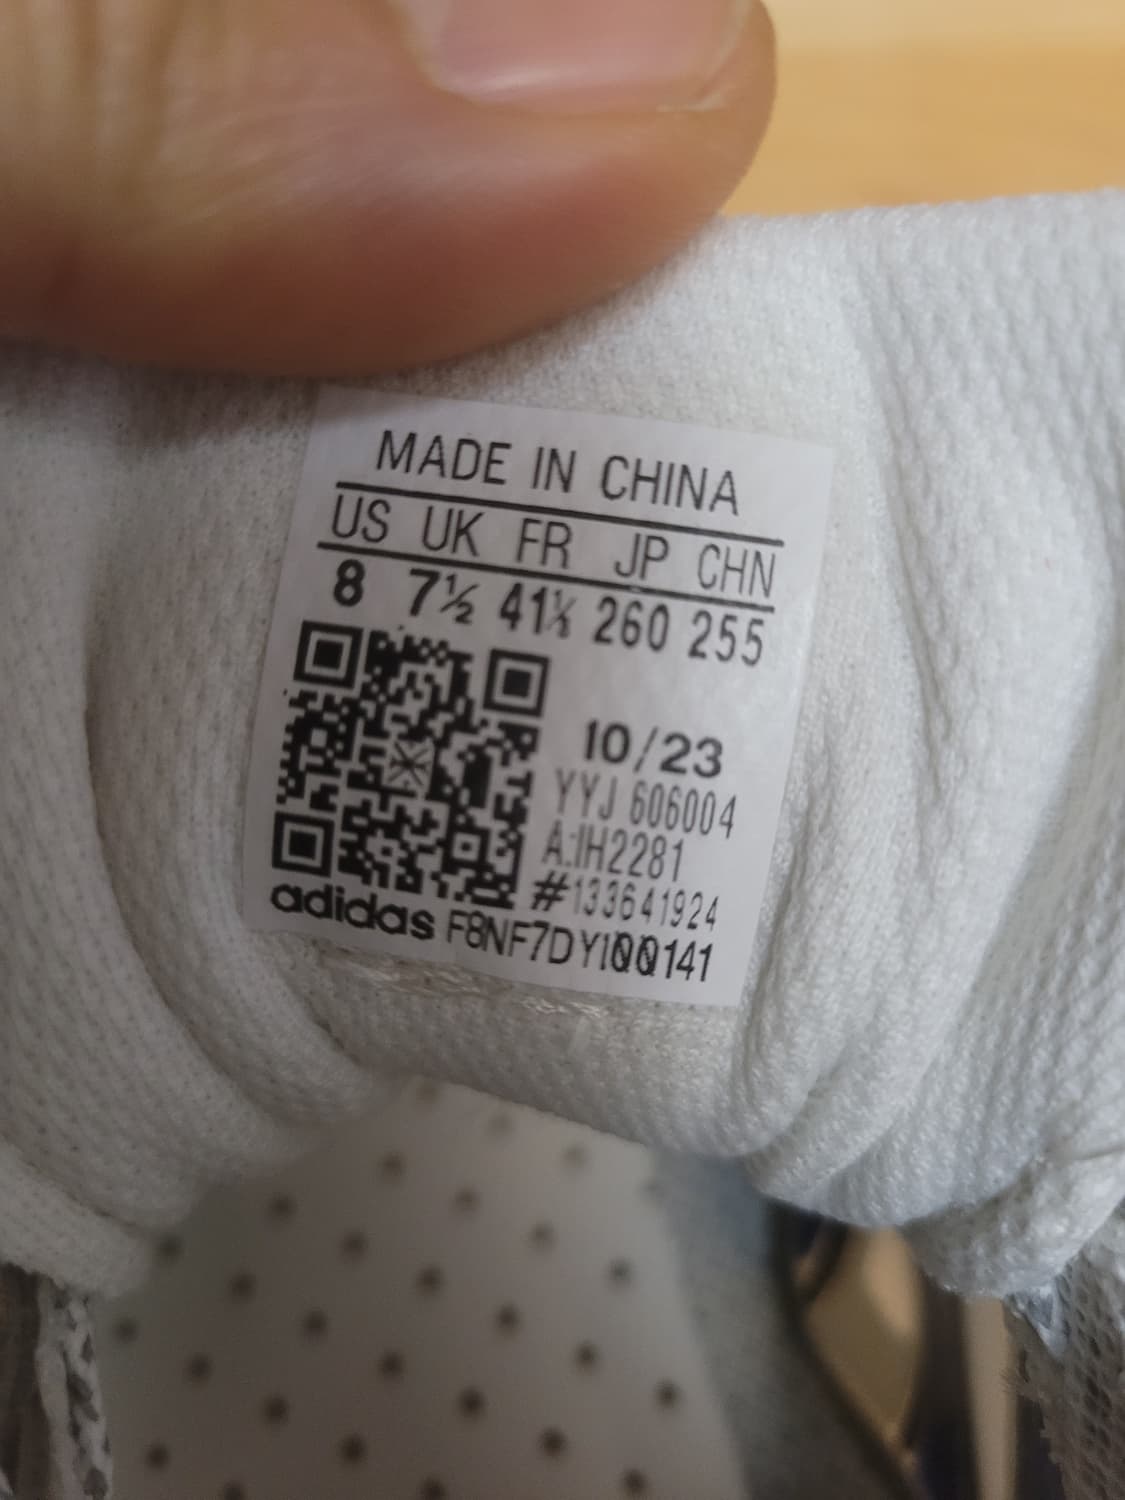 MADE IN CHINA
US UK FR JP CHN
8 7½ 41⅓ 260 255
10/23
YYJ 606004
A:IH2281
#133641924
adidas F8NF7DY100141